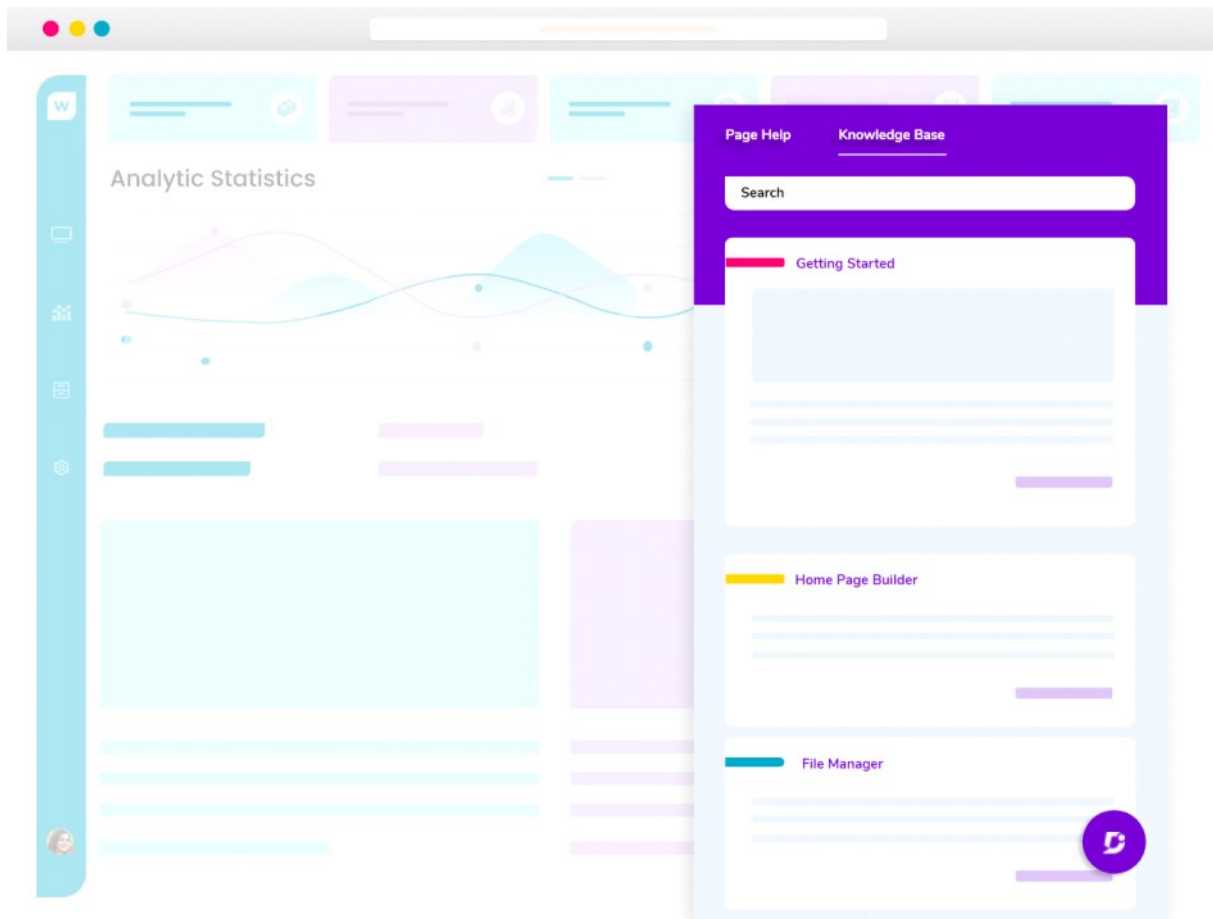 W
Page Help
Knowledge Base
Analytic Statistics
Search
Getting Started
Home Page Builder
File Manager